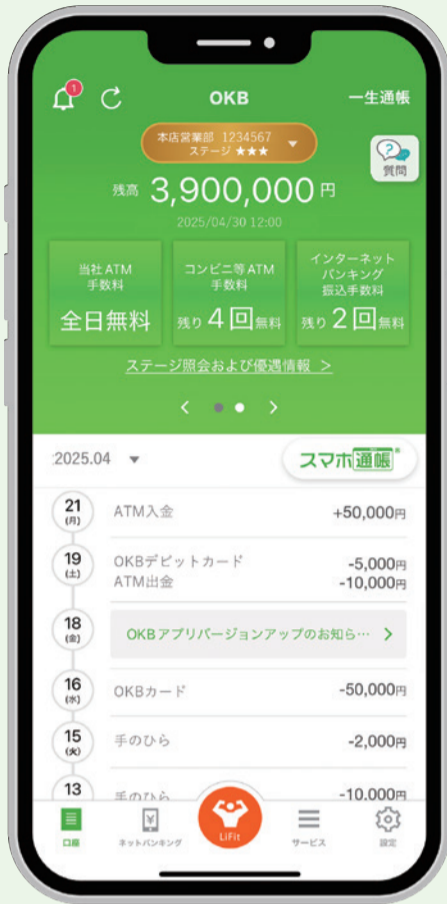 1
OKB
一生通帳
本店営業部 1234567
ステージ ★★★
?
質問
残高 3,900,000 円
2025/04/30 12:00
当社 ATM
手数料
全日無料
コンビニ等 ATM
手数料
残り 4 回 無料
インターネット
バンキング
振込手数料
残り 2 回 無料
ステージ照会および優遇情報 >
2025.04
スマホ通帳
21
(月)
ATM入金
+50,000円
19
(土)
OKBデビットカード
-5,000円
ATM出金
-10,000円
18
(金)
OKBアプリバージョンアップのお知ら… >
16
(水)
OKBカード
-50,000円
15
(火)
手のひら
-2,000円
13
手のひら
-10,000円
口座
¥
ネットバンキング
LiFit
サービス
設定